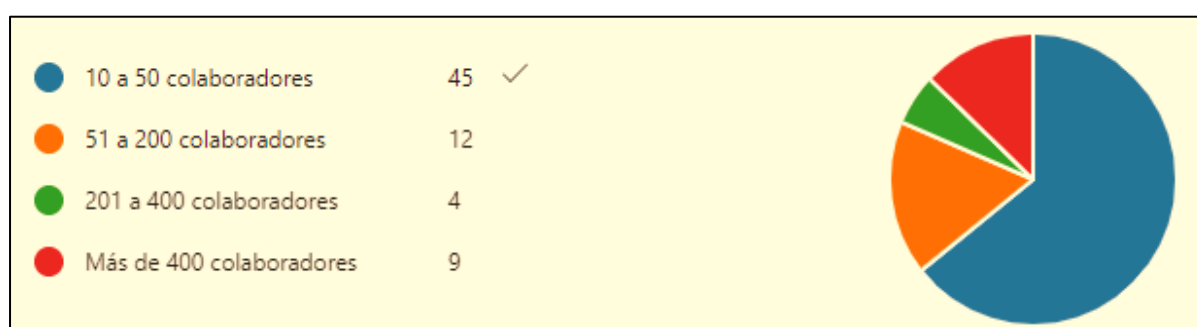 10 a 50 colaboradores 45
51 a 200 colaboradores 12
201 a 400 colaboradores 4
Más de 400 colaboradores 9